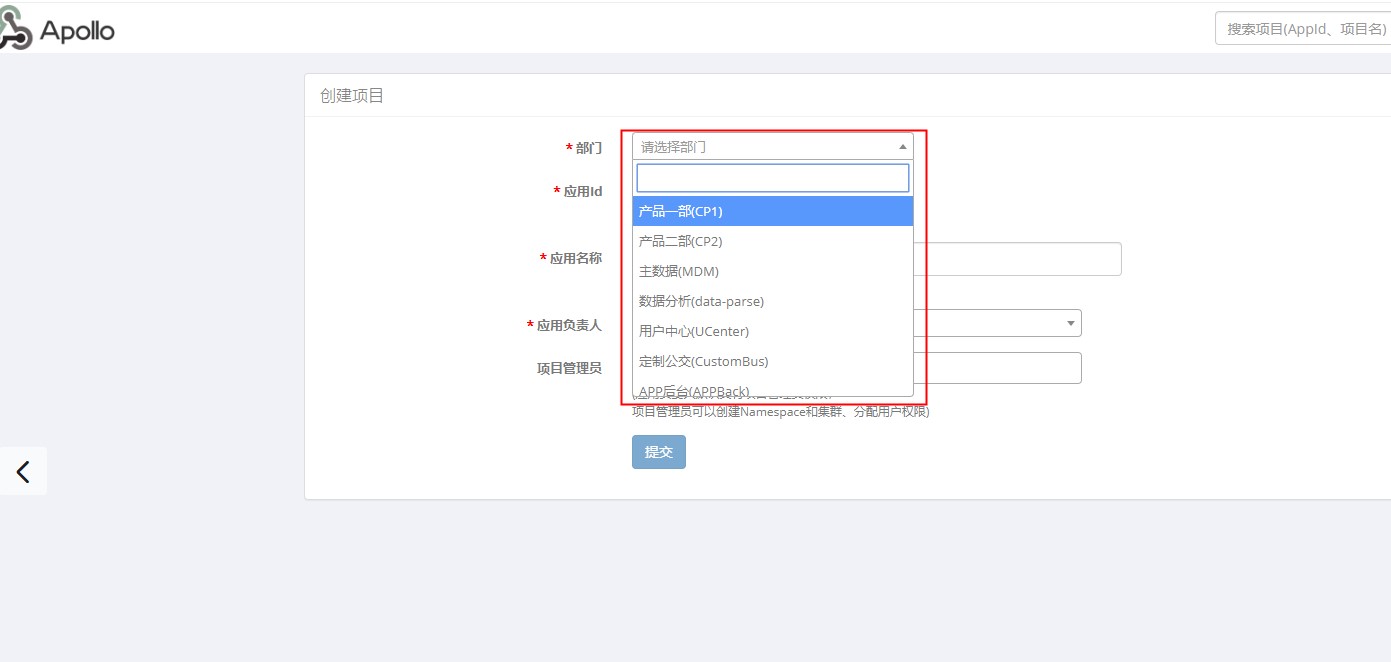 Apollo
搜索项目(AppId、项目名)
创建项目
* 部门
请选择部门
* 应用Id
产品一部(CP1)
产品二部(CP2)
* 应用名称
主数据(MDM)
数据分析(data-parse)
* 应用负责人
用户中心(UCenter)
项目管理员
定制公交(CustomBus)
APP后台(APPBack)
项目管理员可以创建Namespace和集群、分配用户权限)
提交